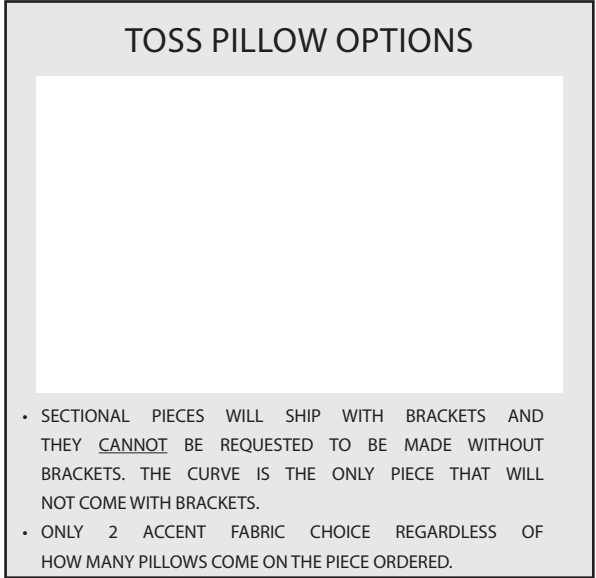 TOSS PILLOW OPTIONS
• SECTIONAL PIECES WILL SHIP WITH BRACKETS AND
THEY CANNOT BE REQUESTED TO BE MADE WITHOUT
BRACKETS. THE CURVE IS THE ONLY PIECE THAT WILL
NOT COME WITH BRACKETS.
• ONLY 2 ACCENT FABRIC CHOICE REGARDLESS OF
HOW MANY PILLOWS COME ON THE PIECE ORDERED.